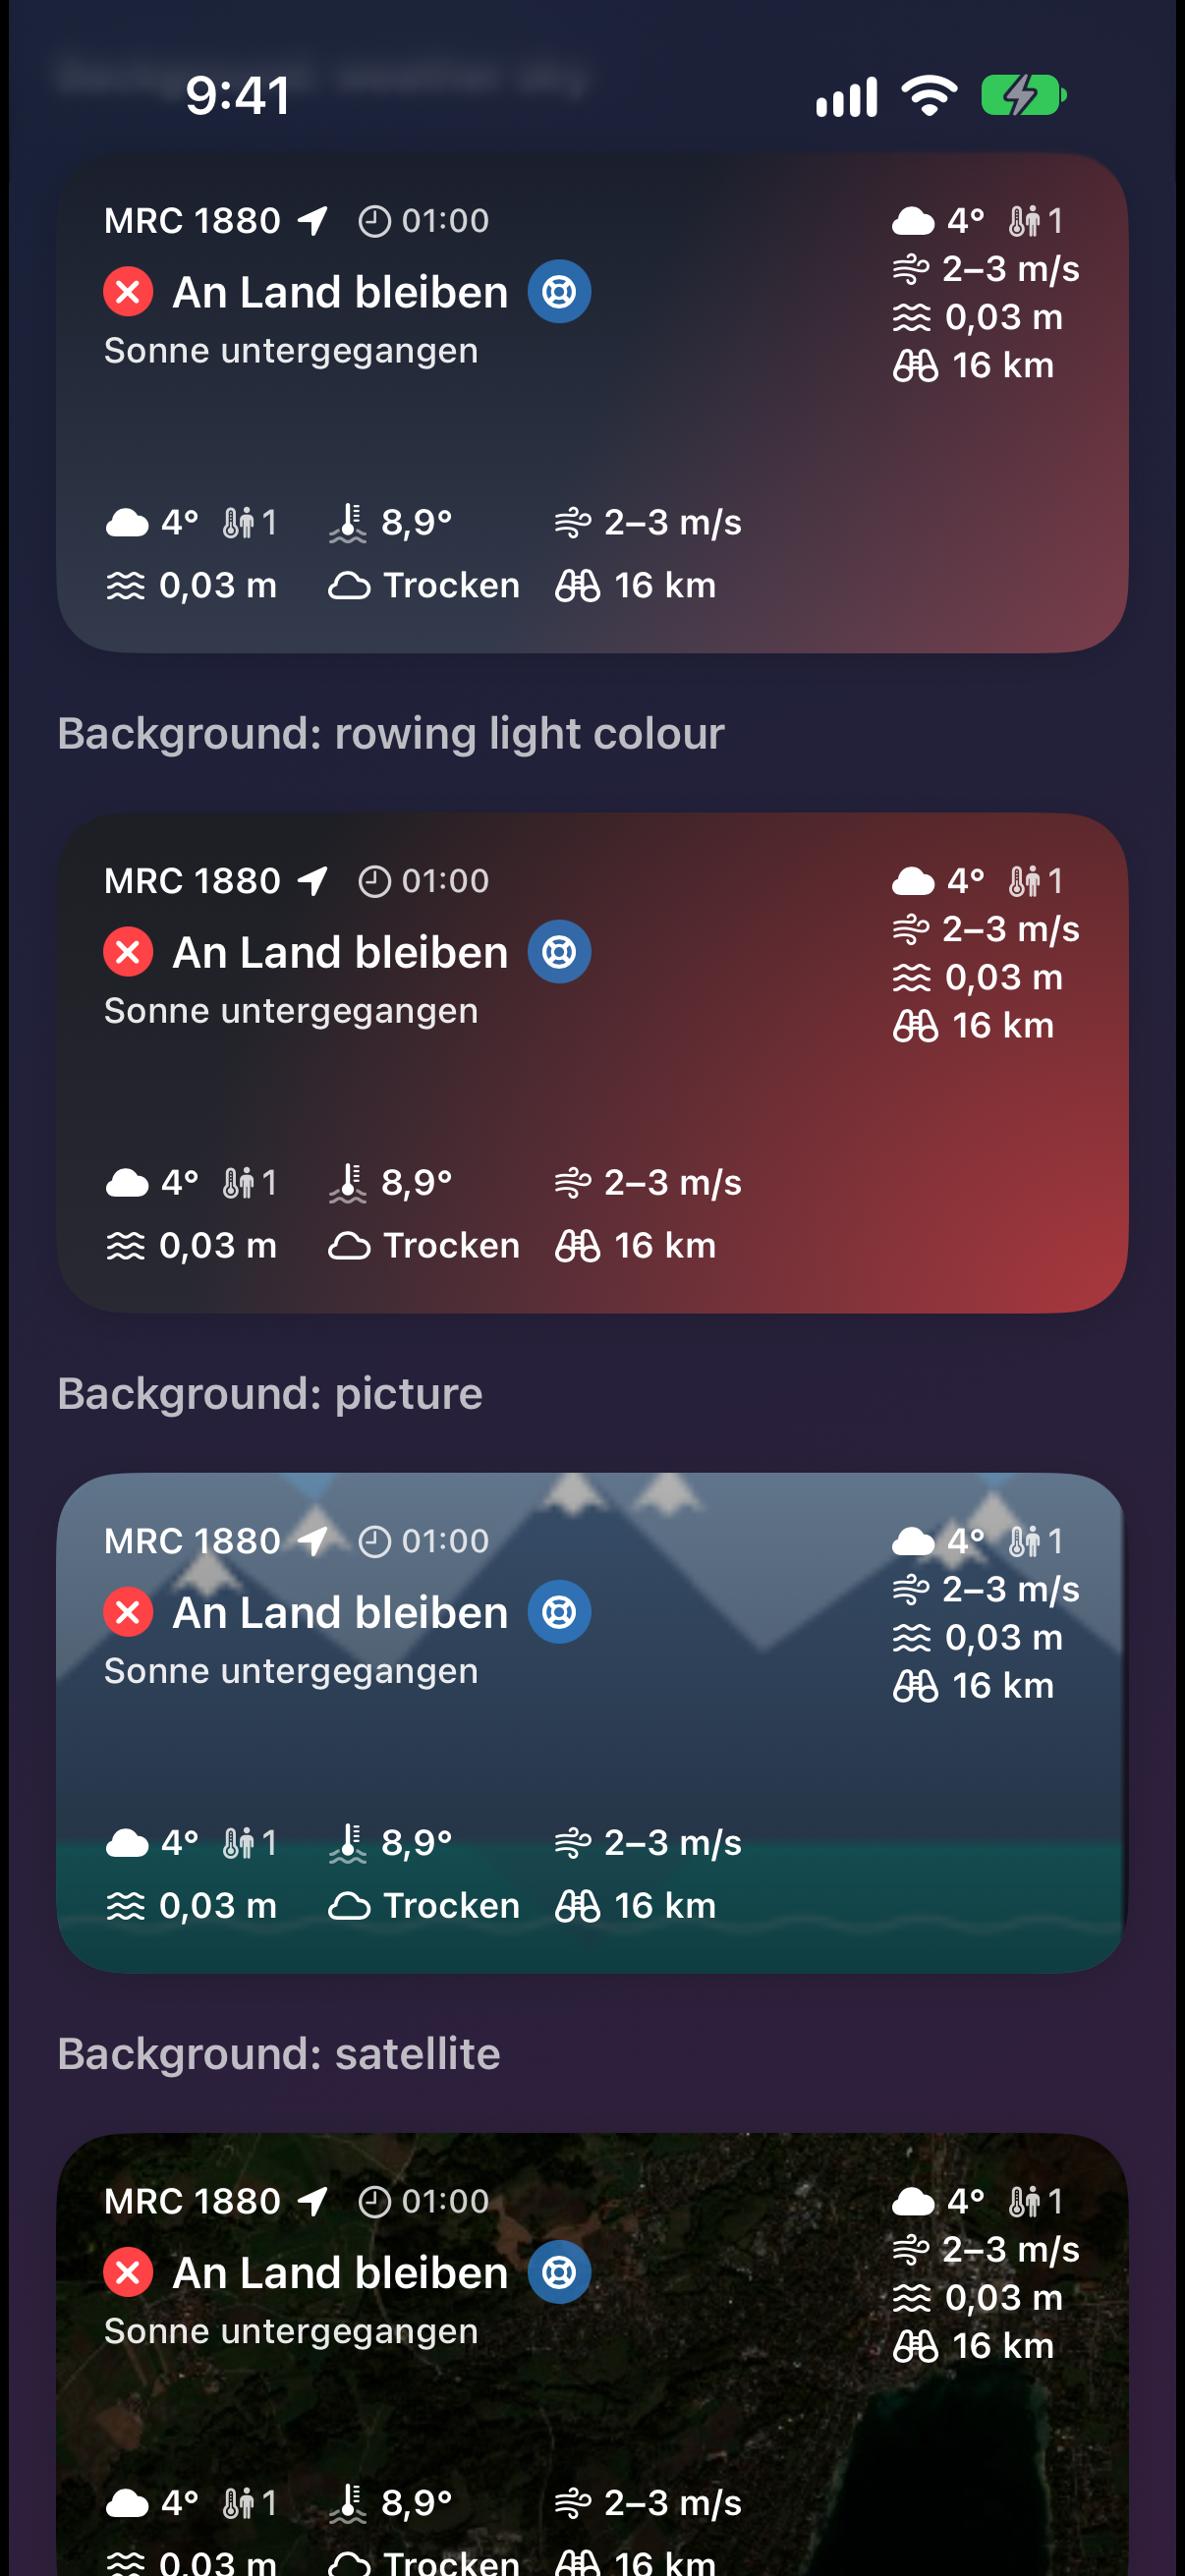 9:41
MRC 1880 01:00
An Land bleiben
Sonne untergegangen
4° 1
2–3 m/s
0,03 m
16 km
4° 1 8,9° 2–3 m/s
0,03 m Trocken 16 km
Background: rowing light colour
MRC 1880 01:00
An Land bleiben
Sonne untergegangen
4° 1
2–3 m/s
0,03 m
16 km
4° 1 8,9° 2–3 m/s
0,03 m Trocken 16 km
Background: picture
MRC 1880 01:00
An Land bleiben
Sonne untergegangen
4° 1
2–3 m/s
0,03 m
16 km
4° 1 8,9° 2–3 m/s
0,03 m Trocken 16 km
Background: satellite
MRC 1880 01:00
An Land bleiben
Sonne untergegangen
4° 1
2–3 m/s
0,03 m
16 km
4° 1 8,9° 2–3 m/s
0,03 m Trocken 16 km